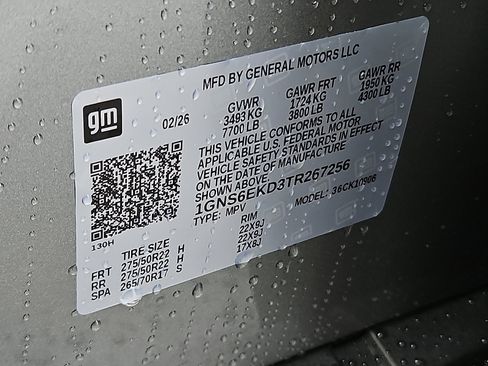 MFD BY GENERAL MOTORS LLC
gm
02/26
GVWR GAWR FRT GAWR RR
3493 KG 1724 KG 1950 KG
7700 LB 3800 LB 4300 LB
THIS VEHICLE CONFORMS TO ALL
APPLICABLE U.S. FEDERAL MOTOR
VEHICLE SAFETY STANDARDS IN EFFECT
ON THE DATE OF MANUFACTURE
SHOWN ABOVE.
1GNS6EKD3TR267256
TYPE: MPV MODEL: 36CK10906
130H
TIRE SIZE RIM
FRT 275/50R22 H 22X9J
RR 275/50R22 H 22X9J
SPA 265/70R17 S 17X8J